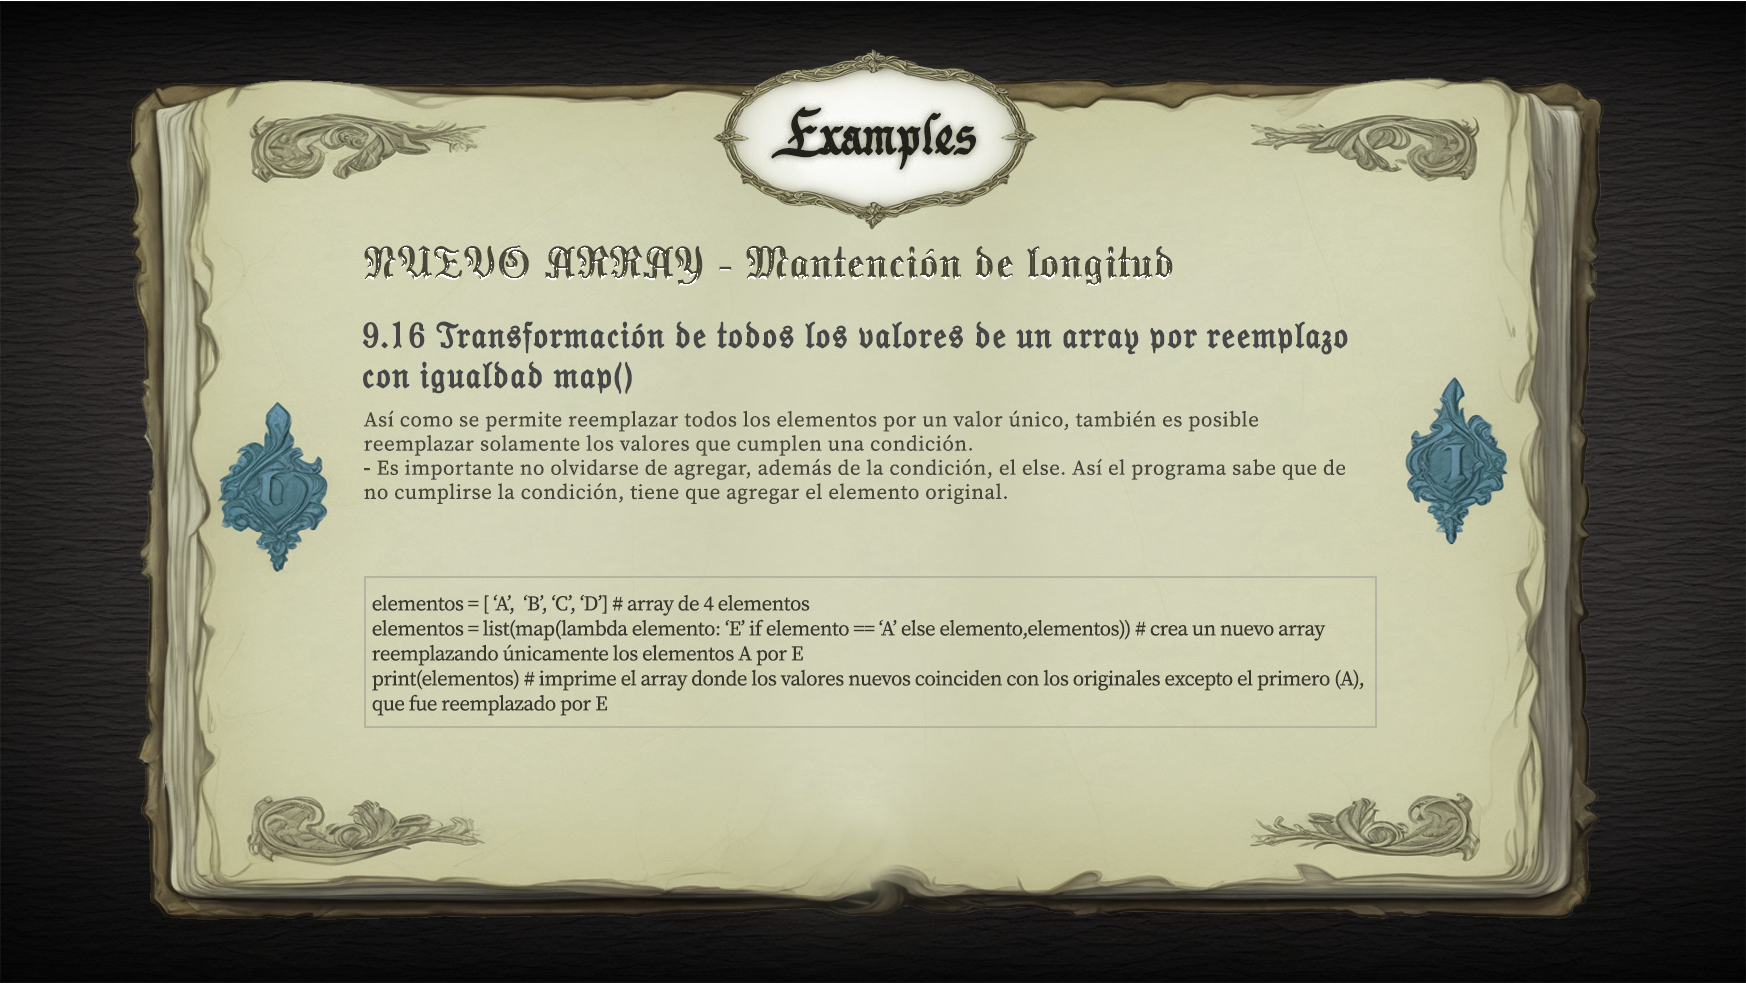 Examples
NUEVO ARRAY - Mantención de longitud
9.16 Transformación de todos los valores de un array por reemplazo
con igualdad map()
Así como se permite reemplazar todos los elementos por un valor único, también es posible
reemplazar solamente los valores que cumplen una condición.
- Es importante no olvidarse de agregar, además de la condición, el else. Así el programa sabe que de
no cumplirse la condición, tiene que agregar el elemento original.
elementos = [ ‘A’,  ‘B’, ‘C’, ‘D’] # array de 4 elementos
elementos = list(map(lambda elemento: ‘E’ if elemento == ‘A’ else elemento,elementos)) # crea un nuevo array
reemplazando únicamente los elementos A por E
print(elementos) # imprime el array donde los valores nuevos coinciden con los originales excepto el primero (A),
que fue reemplazado por E